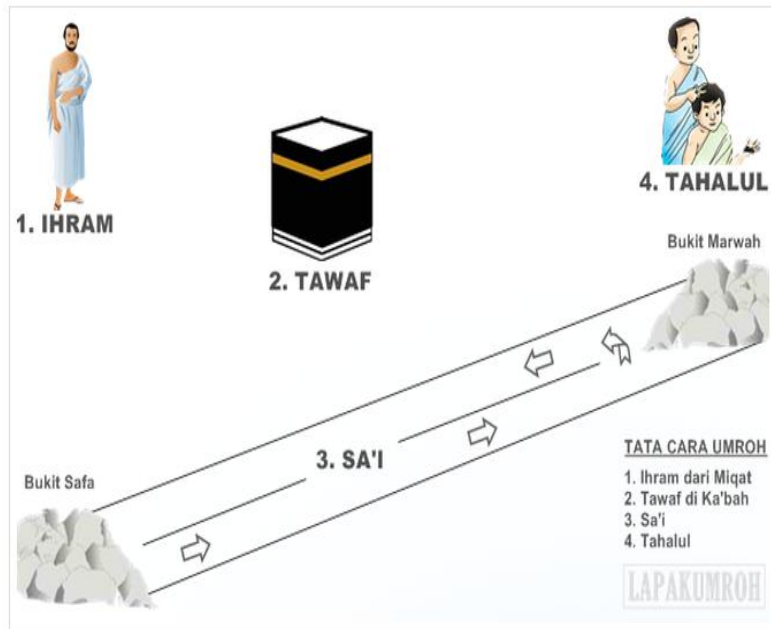 1. IHRAM
2. TAWAF
4. TAHALUL
Bukit Marwah
3. SA'I
Bukit Safa
TATA CARA UMROH
1. Ihram dari Miqat
2. Tawaf di Ka'bah
3. Sa'i
4. Tahalul
LAPAKUMROH